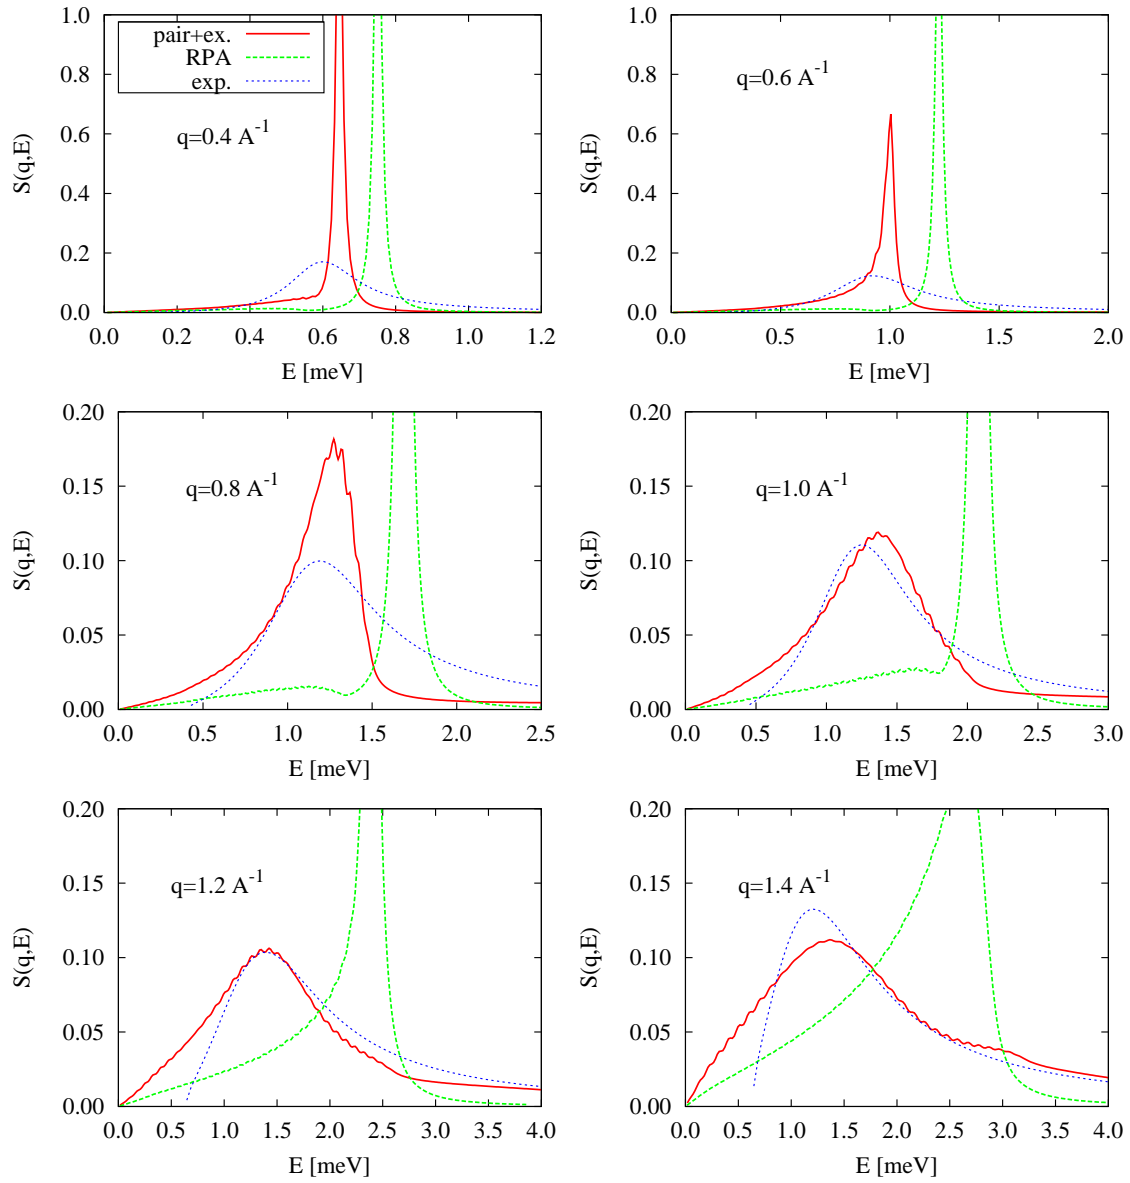 1.0
0.8
0.6
0.4
0.2
0.0
S(q,E)
pair+ex.
RPA
exp.
q=0.4 A⁻¹
0.0 0.2 0.4 0.6 0.8 1.0 1.2
E [meV]
1.0
0.8
0.6
0.4
0.2
0.0
S(q,E)
q=0.6 A⁻¹
0.0 0.5 1.0 1.5 2.0
E [meV]
0.20
0.15
0.10
0.05
0.00
S(q,E)
q=0.8 A⁻¹
0.0 0.5 1.0 1.5 2.0 2.5
E [meV]
0.20
0.15
0.10
0.05
0.00
S(q,E)
q=1.0 A⁻¹
0.0 0.5 1.0 1.5 2.0 2.5 3.0
E [meV]
0.20
0.15
0.10
0.05
0.00
S(q,E)
q=1.2 A⁻¹
0.0 0.5 1.0 1.5 2.0 2.5 3.0 3.5 4.0
E [meV]
0.20
0.15
0.10
0.05
0.00
S(q,E)
q=1.4 A⁻¹
0.0 0.5 1.0 1.5 2.0 2.5 3.0 3.5 4.0
E [meV]